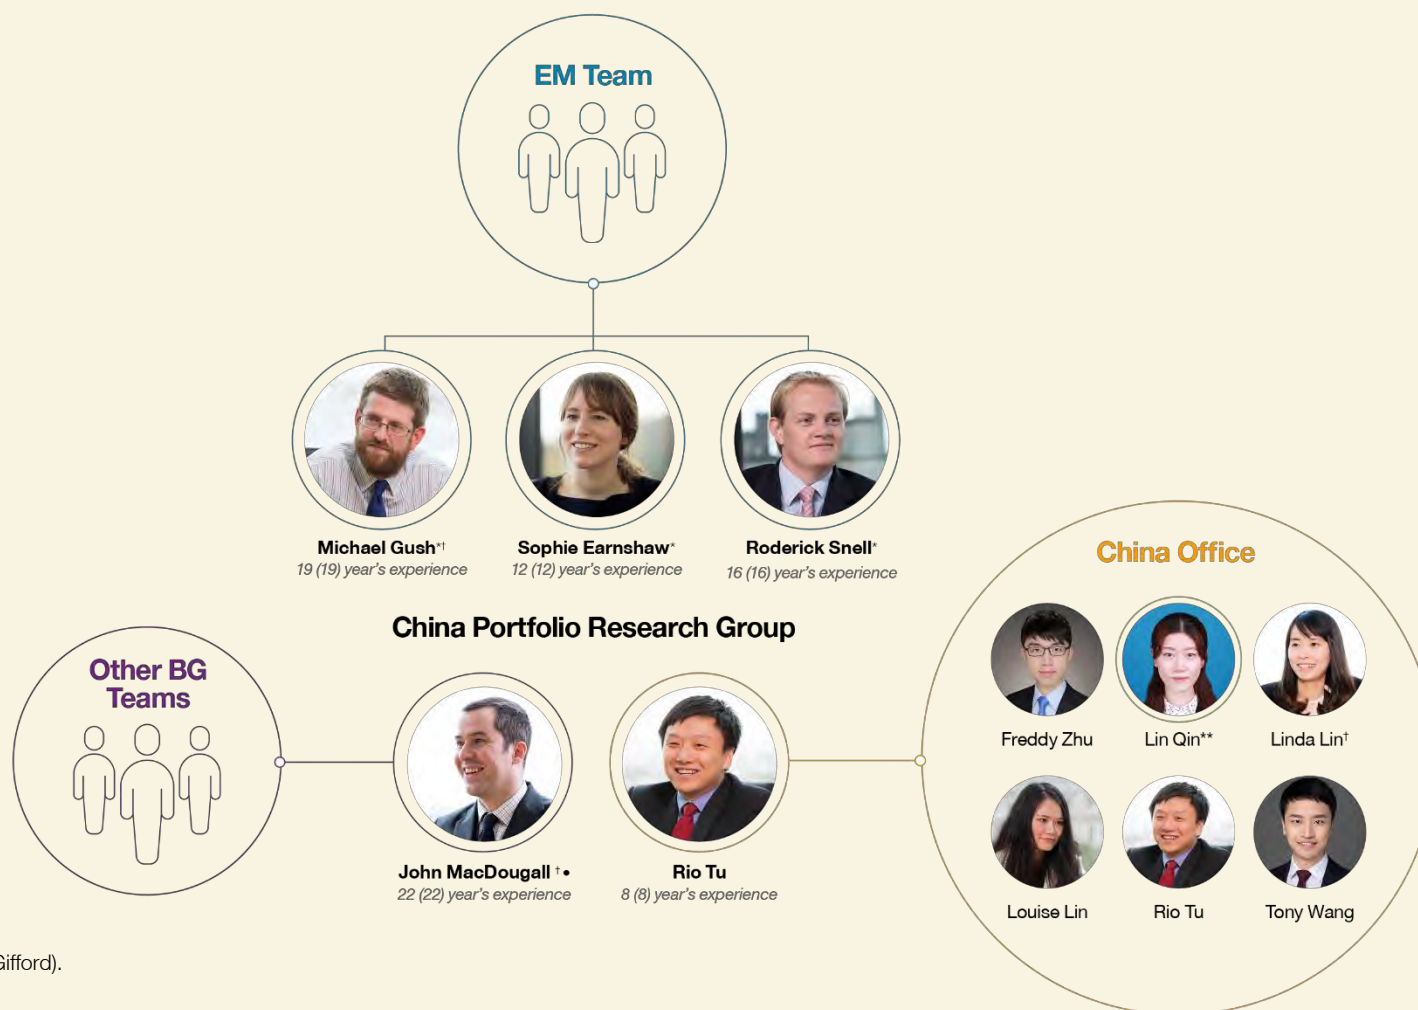 EM Team
Michael Gush*†
19 (19) year's experience
Sophie Earnshaw*
12 (12) year's experience
Roderick Snell*
16 (16) year's experience
China Portfolio Research Group
Other BG
Teams
John MacDougall †•
22 (22) year's experience
Rio Tu
8 (8) year's experience
China Office
Freddy Zhu
Lin Qin**
Linda Lin†
Louise Lin
Rio Tu
Tony Wang
Gifford).